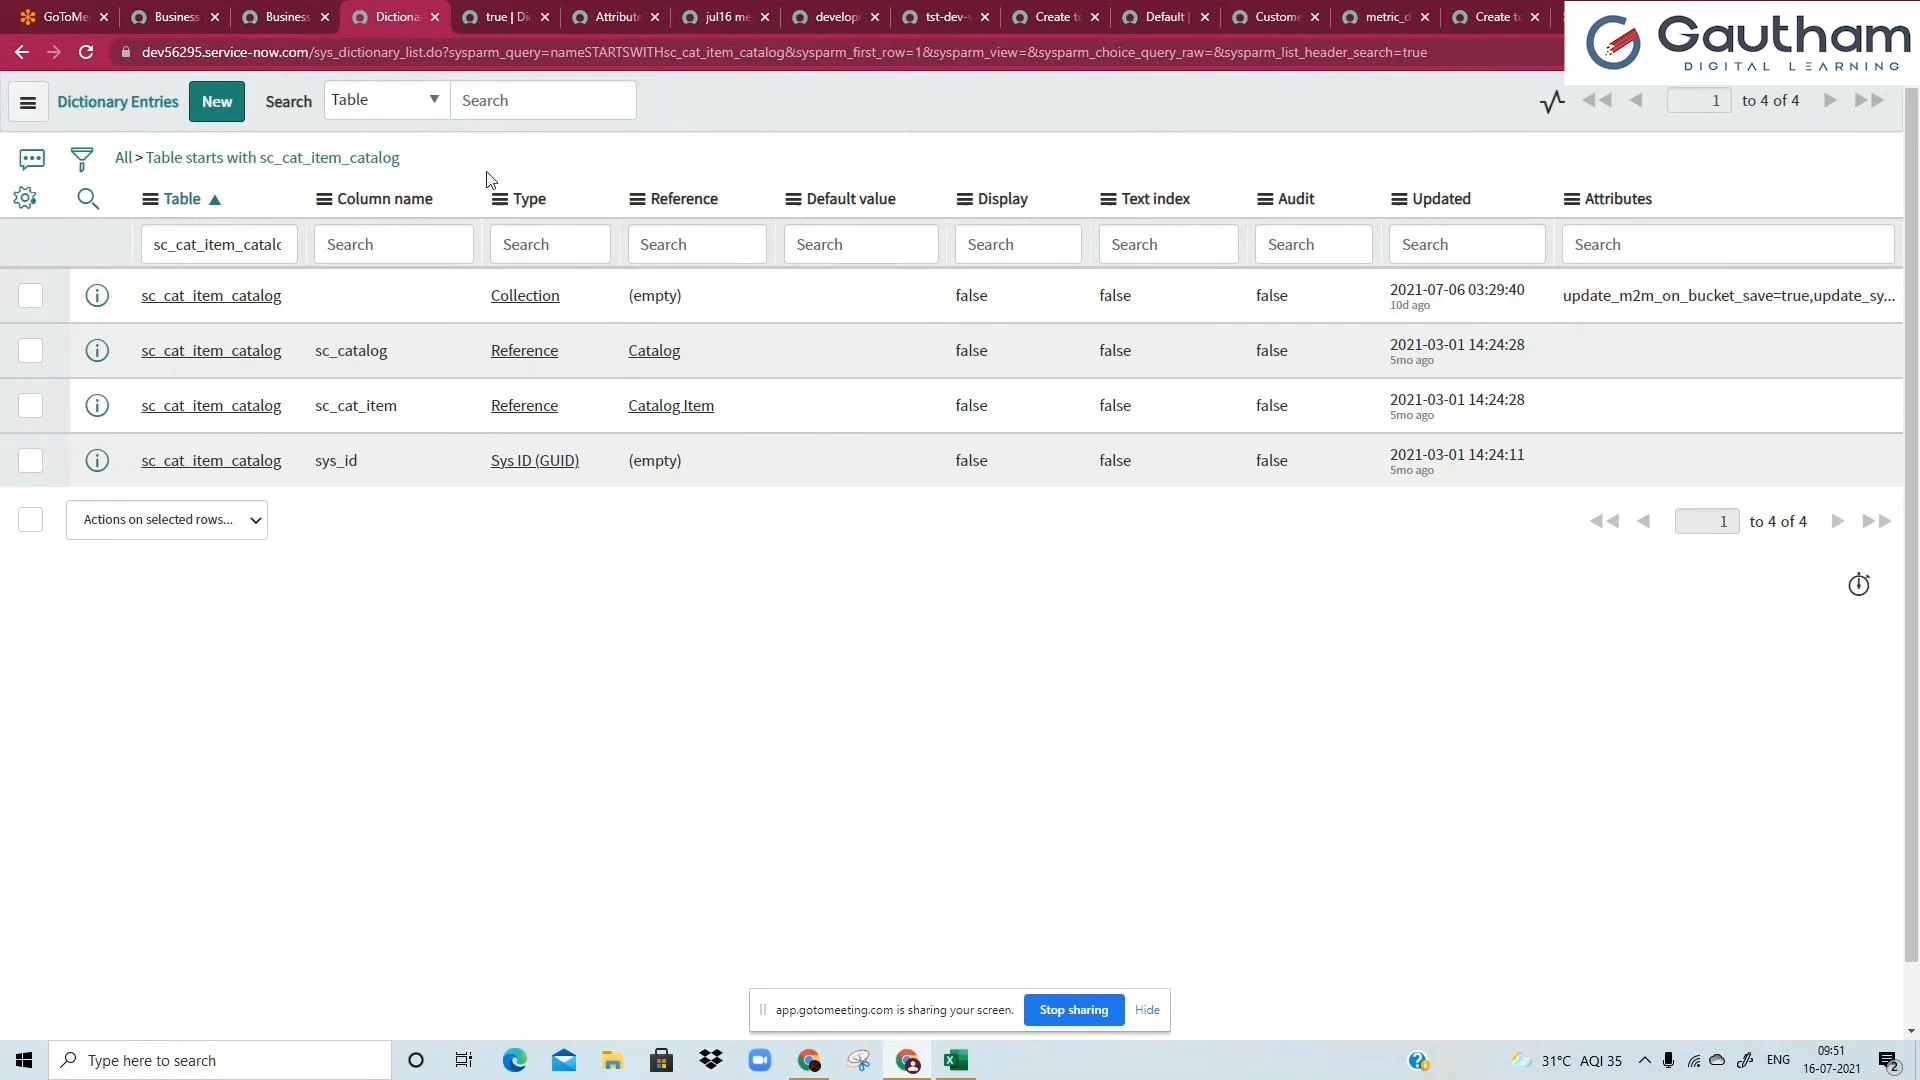 GoToMe
Business
Business
Dictiona
true | Di
Attribut
jul16 me
develop
tst-dev-
Create t
Default |
Custome
metric_d
Create t
Gautham
DIGITAL LEARNING
dev56295.service-now.com/sys_dictionary_list.do?sysparm_query=nameSTARTSWITHsc_cat_item_catalog&sysparm_first_row=1&sysparm_view=&sysparm_choice_query_raw=&sysparm_list_header_search=true
Dictionary Entries New Search Table Search 1 to 4 of 4
All > Table starts with sc_cat_item_catalog
Table Column name Type Reference Default value Display Text index Audit Updated Attributes
sc_cat_item_catalc Search Search Search Search Search Search Search Search Search
sc_cat_item_catalog Collection (empty) false false false 2021-07-06 03:29:40 update_m2m_on_bucket_save=true,update_sy...
10d ago
sc_cat_item_catalog sc_catalog Reference Catalog false false false 2021-03-01 14:24:28
5mo ago
sc_cat_item_catalog sc_cat_item Reference Catalog Item false false false 2021-03-01 14:24:28
5mo ago
sc_cat_item_catalog sys_id Sys ID (GUID) (empty) false false false 2021-03-01 14:24:11
5mo ago
Actions on selected rows... 1 to 4 of 4
app.gotomeeting.com is sharing your screen. Stop sharing Hide
Type here to search 31°C AQI 35 ENG 09:51
16-07-2021 2